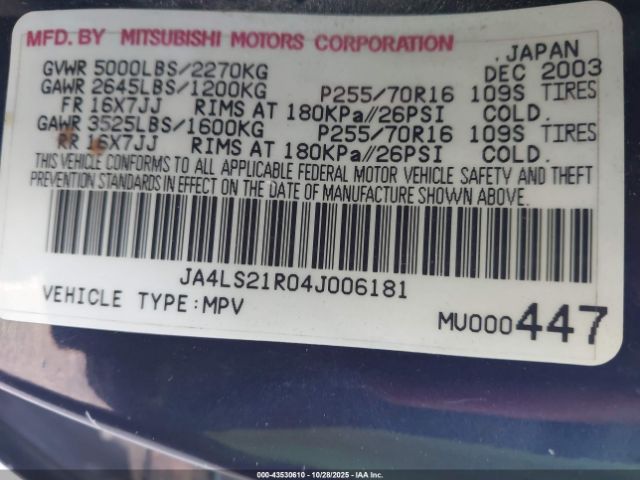 MFD. BY MITSUBISHI MOTORS CORPORATION
, JAPAN
GVWR 5000LBS/2270KG DEC 2003
GAWR 2645LBS/1200KG P255/70R16 109S TIRES
FR 16X7JJ RIMS AT 180KPa//26PSI COLD.
GAWR 3525LBS/1600KG P255/70R16 109S TIRES
RR 16X7JJ RIMS AT 180KPa//26PSI COLD.
THIS VEHICLE CONFORMS TO ALL APPLICABLE FEDERAL MOTOR VEHICLE SAFETY AND THEFT
PREVENTION STANDARDS IN EFFECT ON THE DATE OF MANUFACTURE SHOWN ABOVE.
JA4LS21R04J006181
VEHICLE TYPE:MPV
MU000447
000-43530610 | 10/28/2025 | IAA Inc.